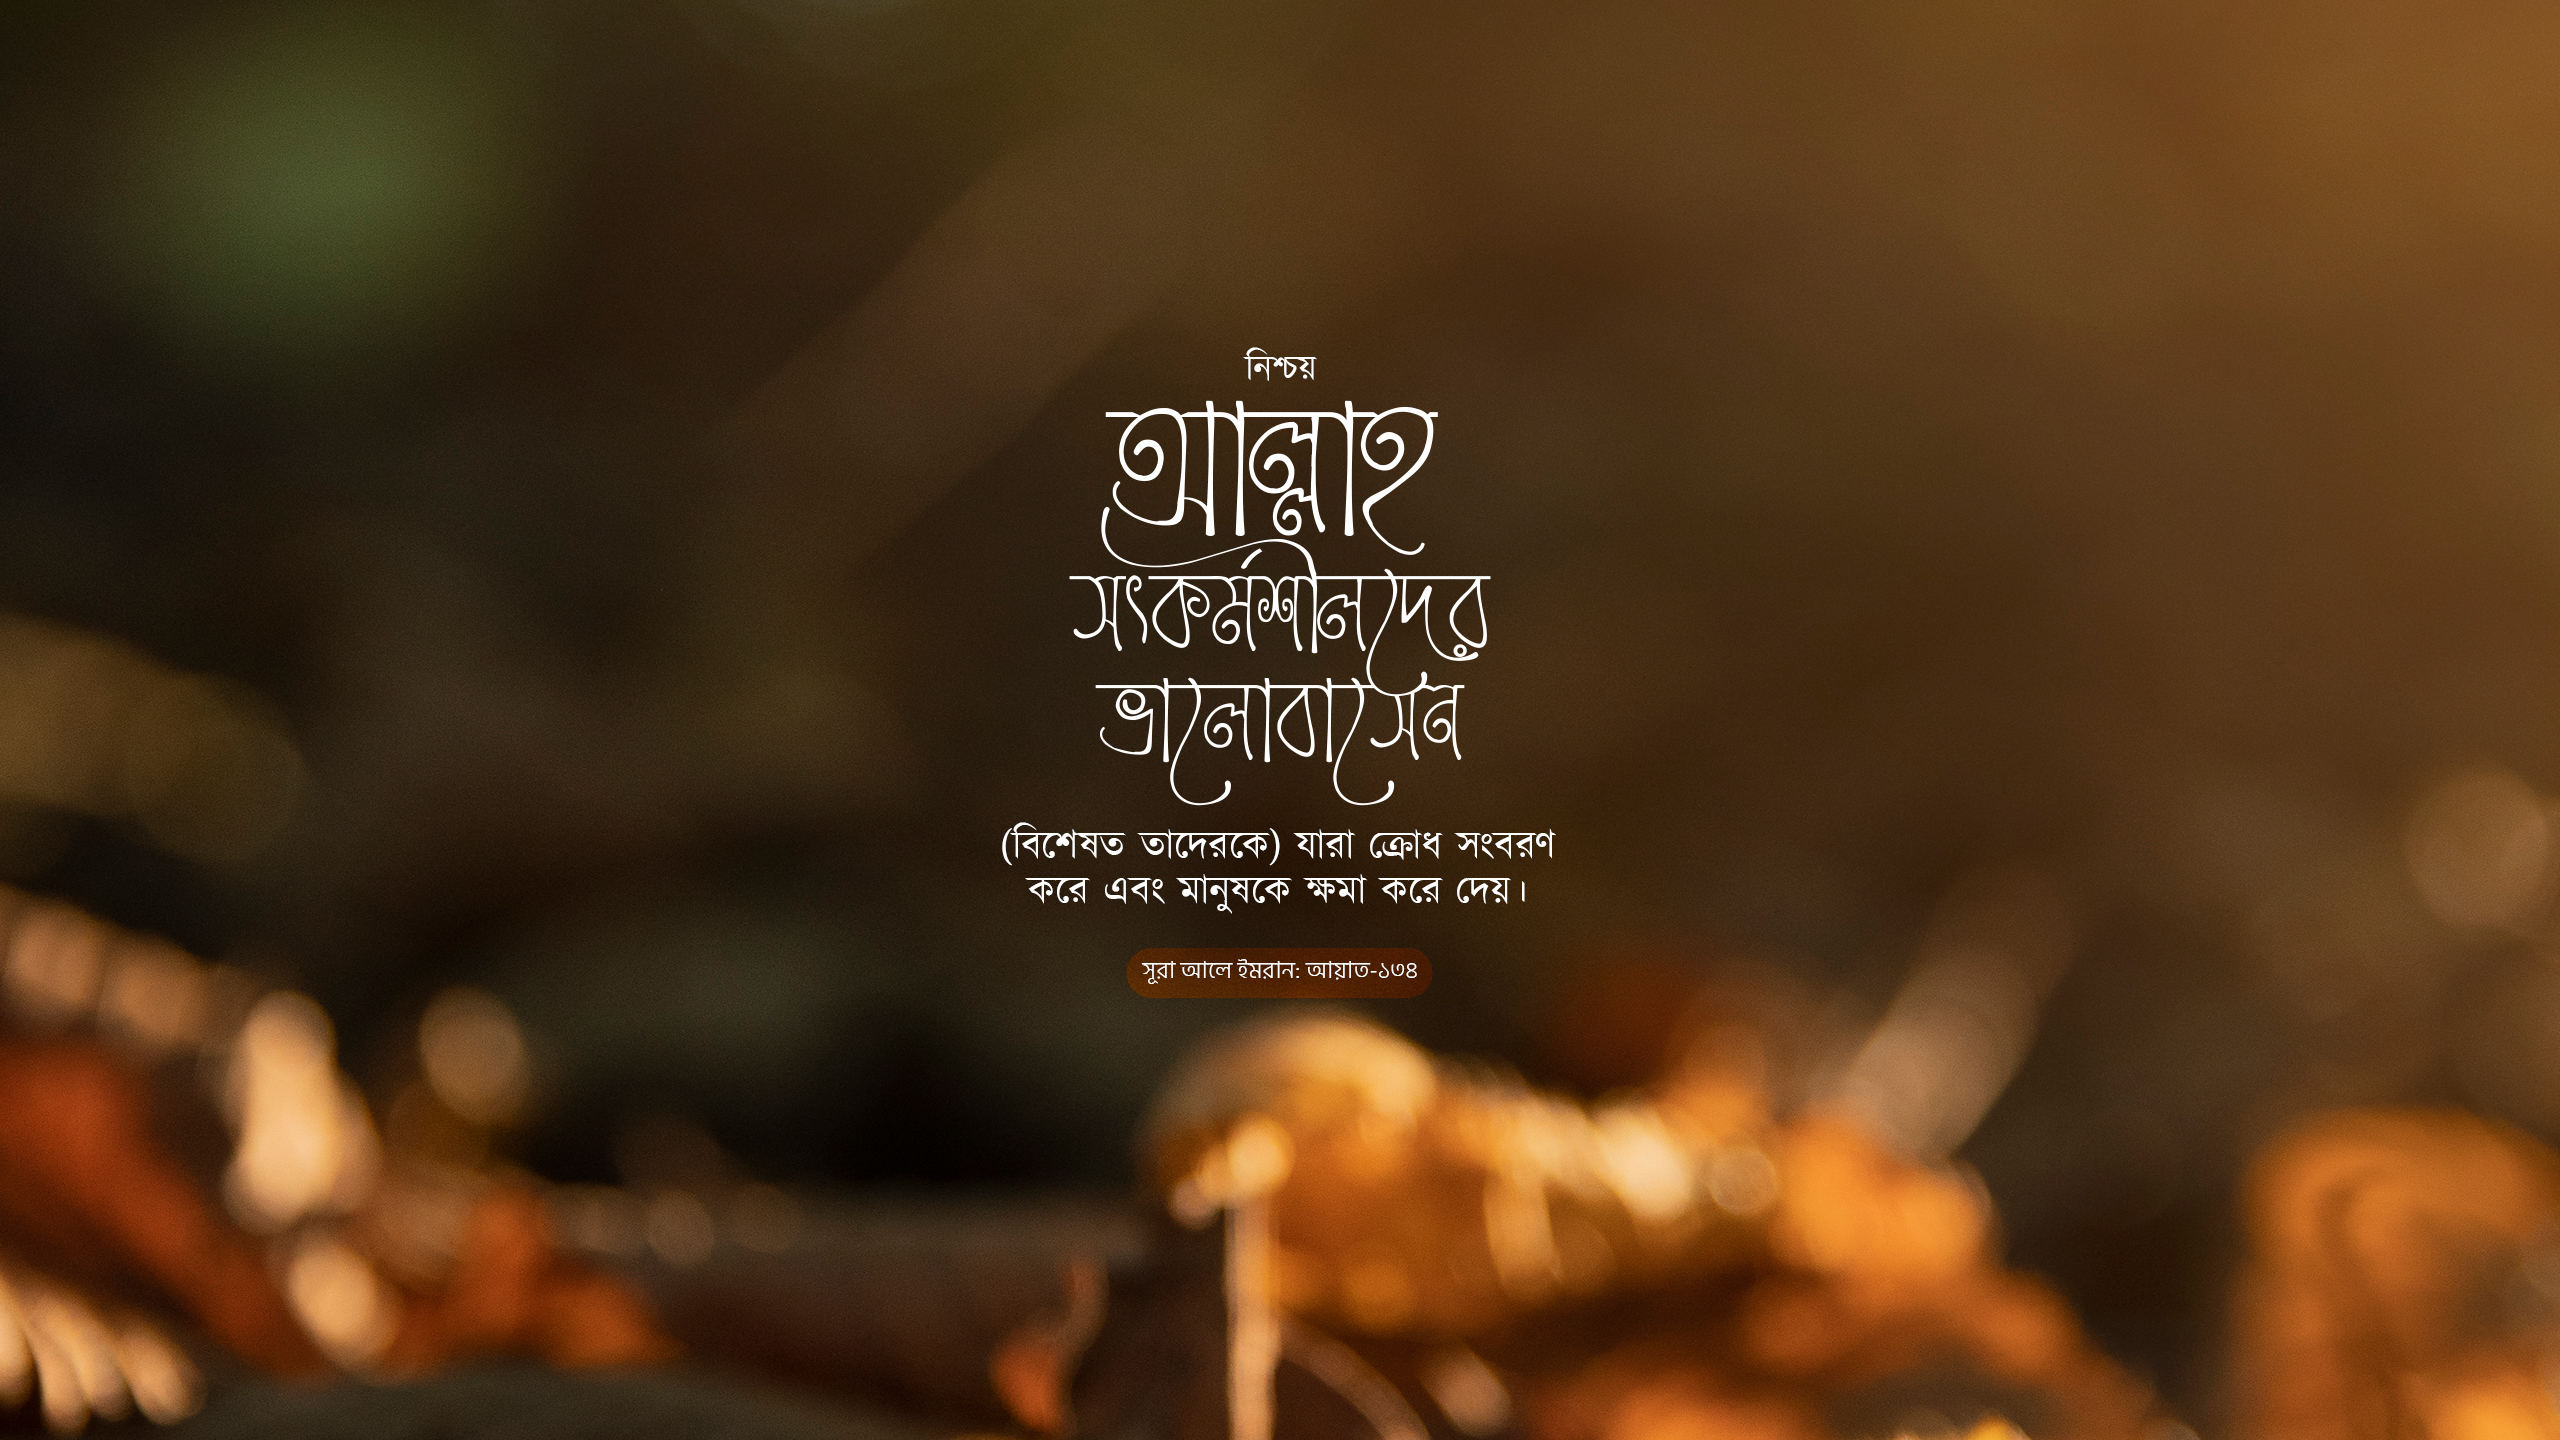 নিশ্চয়
আল্লাহ
সৎকর্মশীলদের
ভালোবাসেন
(বিশেষত তাদেরকে) যারা ক্রোধ সংবরণ
করে এবং মানুষকে ক্ষমা করে দেয়।
সূরা আলে ইমরান: আয়াত-১৩৪